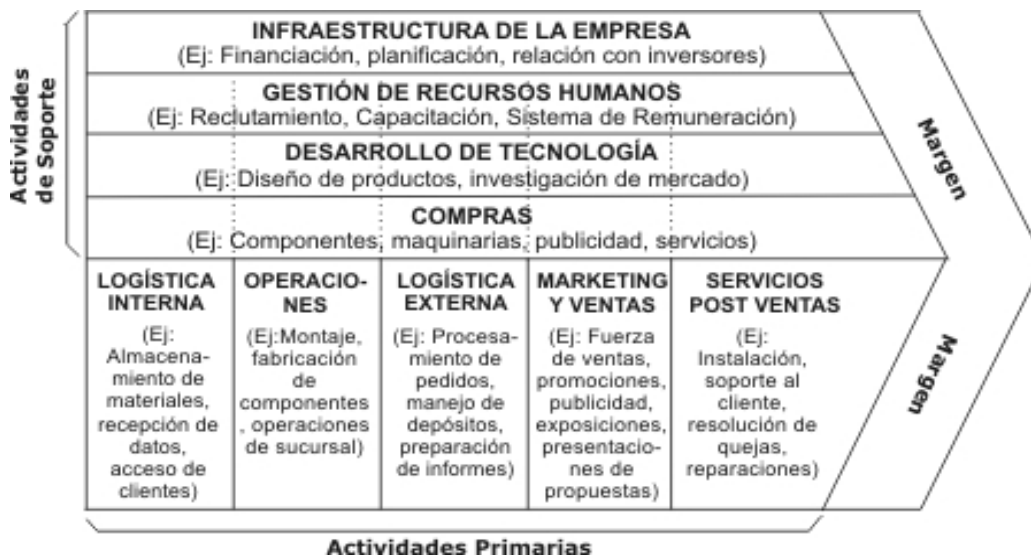 Actividades
de Soporte
INFRAESTRUCTURA DE LA EMPRESA
(Ej: Financiación, planificación, relación con inversores)
GESTIÓN DE RECURSOS HUMANOS
(Ej: Reclutamiento, Capacitación, Sistema de Remuneración)
DESARROLLO DE TECNOLOGÍA
(Ej: Diseño de productos, investigación de mercado)
COMPRAS
(Ej: Componentes, maquinarias, publicidad, servicios)
Margen
LOGÍSTICA
INTERNA
(Ej:
Almacena-
miento de
materiales,
recepción de
datos,
acceso de
clientes)
OPERACIO-
NES
(Ej:Montaje,
fabricación
de
componentes
, operaciones
de sucursal)
LOGÍSTICA
EXTERNA
(Ej: Procesa-
miento de
pedidos,
manejo de
depósitos,
preparación
de informes)
MARKETING
Y VENTAS
(Ej: Fuerza
de ventas,
promociones,
publicidad,
exposiciones,
presentacio-
nes de
propuestas)
SERVICIOS
POST VENTAS
(Ej:
Instalación,
soporte al
cliente,
resolución de
quejas,
reparaciones)
Margen
Actividades Primarias